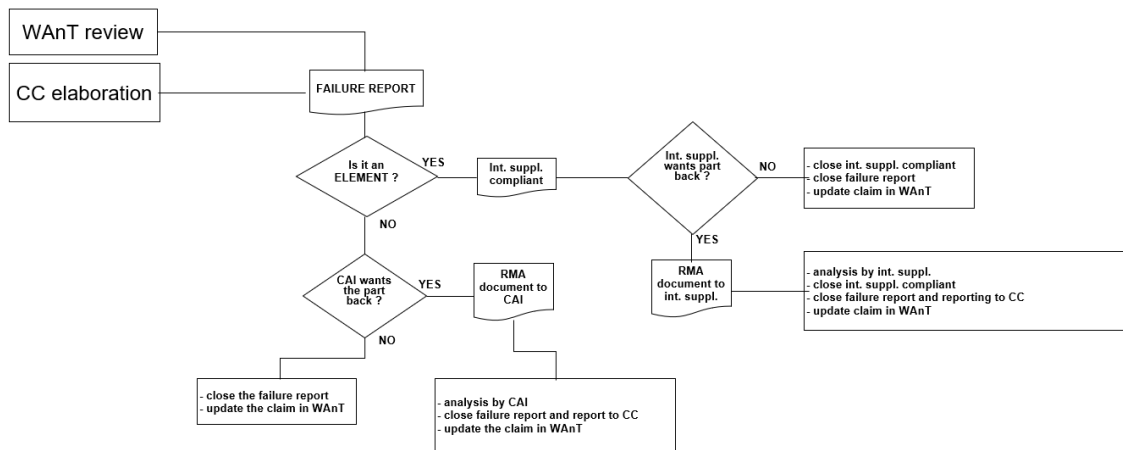 WAnT review
CC elaboration
FAILURE REPORT
Is it an
ELEMENT ?
YES
Int. suppl.
compliant
Int. suppl.
wants part
back ?
NO
- close int. suppl. compliant
- close failure report
- update claim in WAnT
YES
RMA
document to
int. suppl.
- analysis by int. suppl.
- close int. suppl. compliant
- close failure report and reporting to CC
- update claim in WAnT
NO
CAI wants
the part
back ?
YES
RMA
document to
CAI
NO
- close the failure report
- update the claim in WAnT
- analysis by CAI
- close failure report and report to CC
- update the claim in WAnT